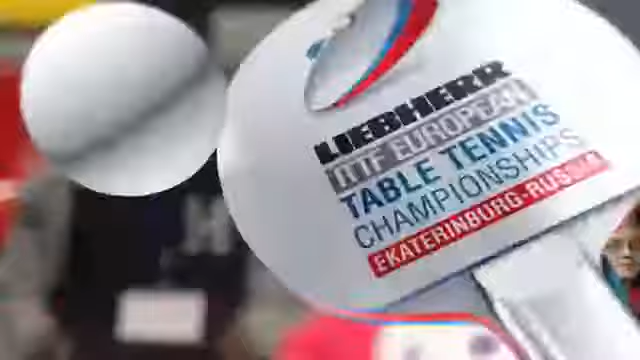 LIEBHERR
ITTF EUROPEAN
TABLE TENNIS
CHAMPIONSHIPS
EKATERINBURG-RUSSIA
H